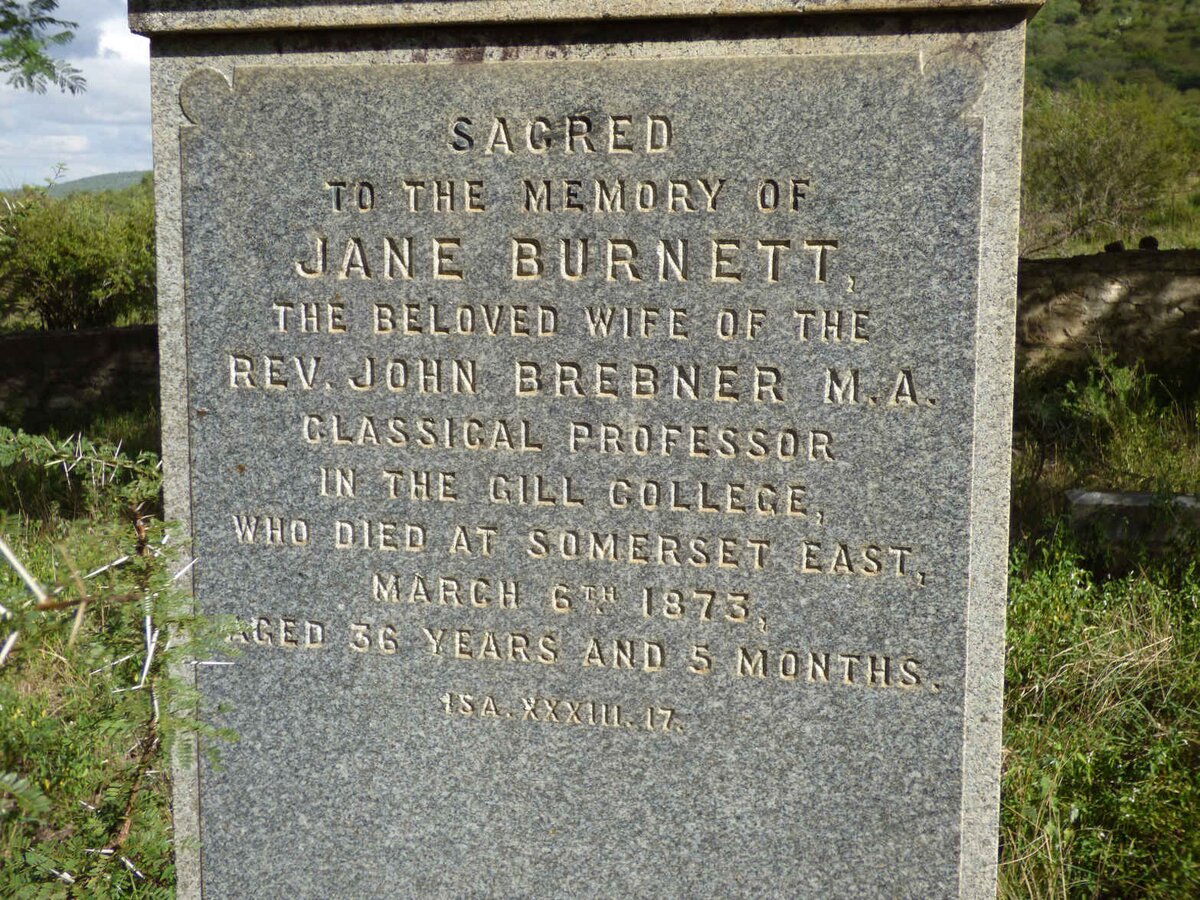 SACRED
TO THE MEMORY OF
JANE BURNETT,
THE BELOVED WIFE OF THE
REV. JOHN BREBNER M.A.
CLASSICAL PROFESSOR
IN THE GILL COLLEGE,
WHO DIED AT SOMERSET EAST,
MARCH 6TH 1873,
AGED 36 YEARS AND 5 MONTHS.
ISA. XXXIII. 17.